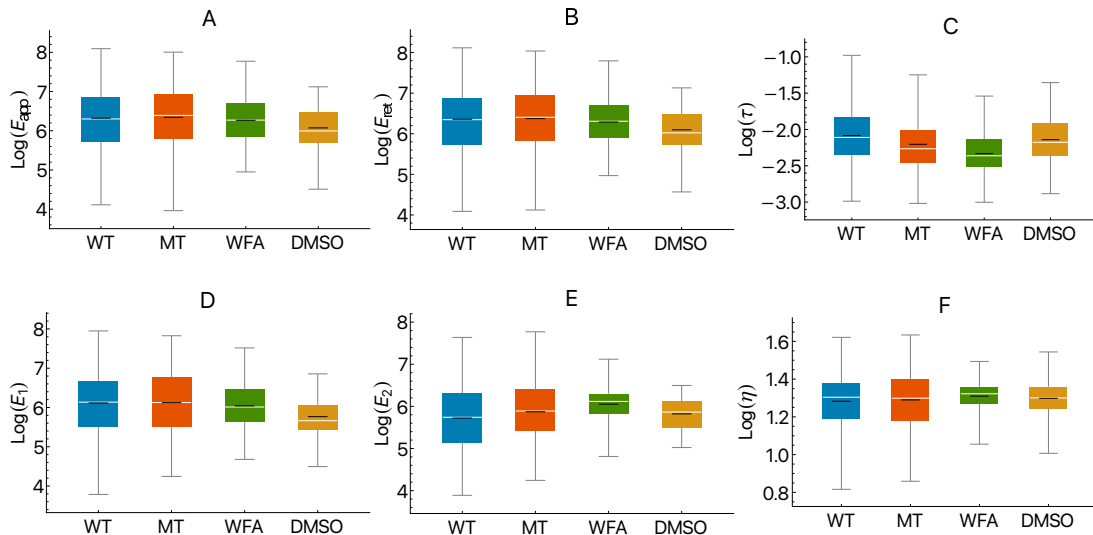 A
Log(E_app)
8
7
6
5
4
WT MT WFA DMSO
B
Log(E_ret)
8
7
6
5
4
WT MT WFA DMSO
C
Log(τ)
−1.0
−1.5
−2.0
−2.5
−3.0
WT MT WFA DMSO
D
Log(E_1)
8
7
6
5
4
WT MT WFA DMSO
E
Log(E_2)
8
7
6
5
4
WT MT WFA DMSO
F
Log(η)
1.6
1.4
1.2
1.0
0.8
WT MT WFA DMSO